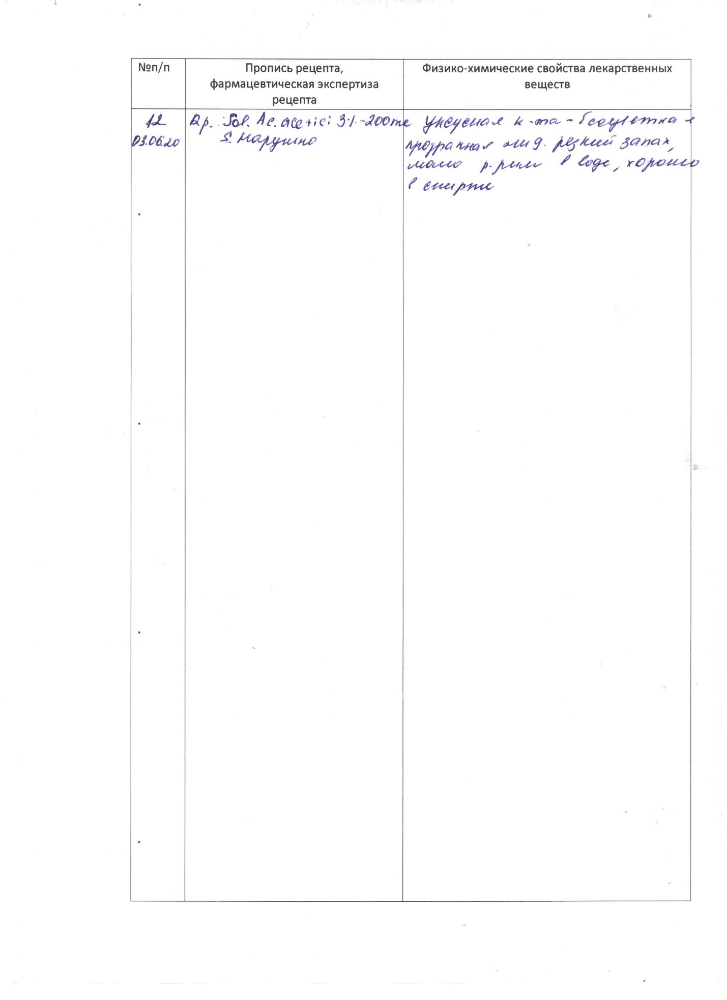 №п/п
Пропись рецепта,
фармацевтическая экспертиза
рецепта
Физико-химические свойства лекарственных
веществ
12
03.06.20
Rp. Sol. Ac. acetici 3% - 200ml
S. Наружно
Уксусная к-та - бесцветная
прозрачная жид. резкий запах,
мало р-рим в воде, хорошо
в спирте